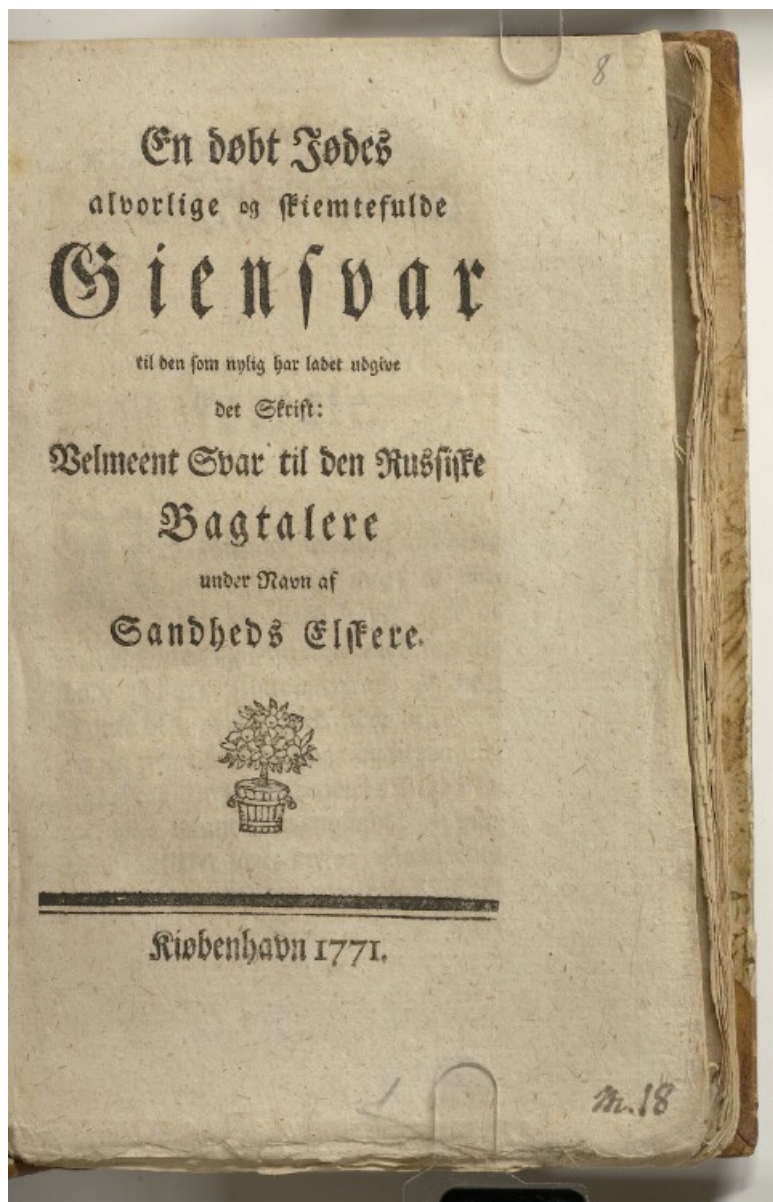 8
En døbt Jødes
alvorlige og skiemtefulde
Giensvar
til den som nylig har ladet udgive
det Skrift:
Velmeent Svar til den Russiske
Bagtalere
under Navn af
Sandheds Elskere.
Kiøbenhavn 1771.
18